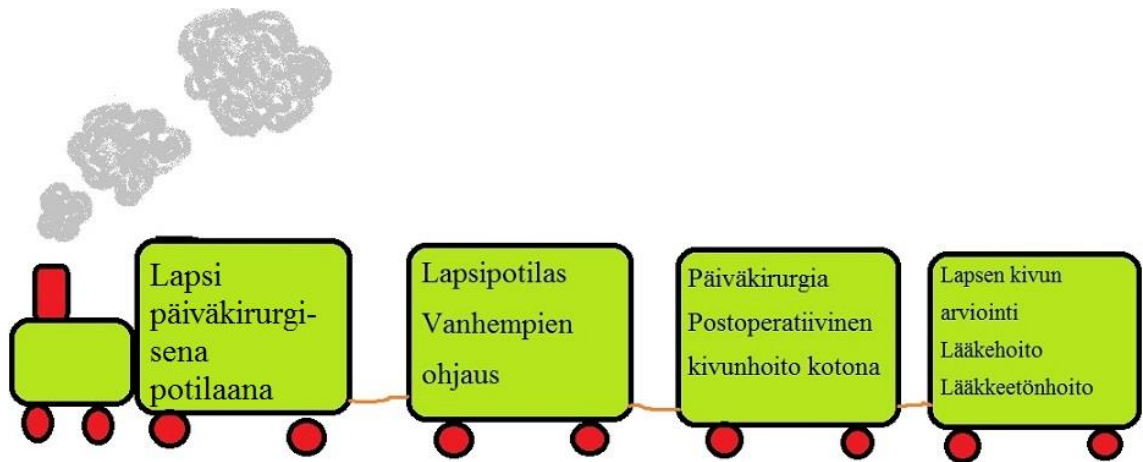 Lapsi
päiväkirurgi-
sena
potilaana
Lapsipotilas
Vanhempien
ohjaus
Päiväkirurgia
Postoperatiivinen
kivunhoito kotona
Lapsen kivun
arviointi
Lääkehoito
Lääkkeetönhoito